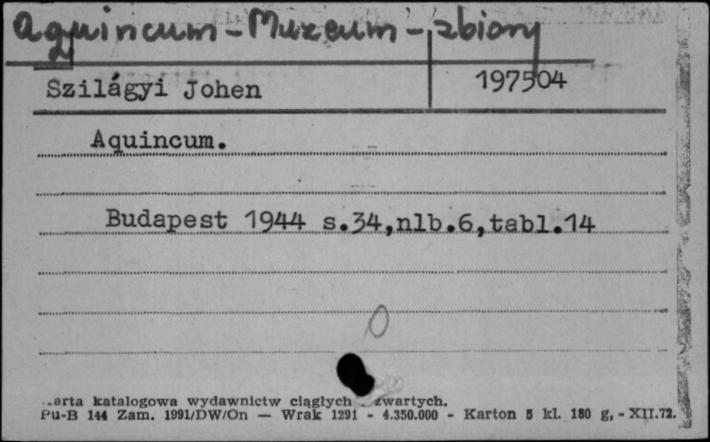 Aquincum - Muzeum - zbiory
Szilágyi Johen 197504
Aquincum.
Budapest 1944 s.34,nlb.6,tabl.14
0
karta katalogowa wydawnictw ciągłych zwartych.
Pu-B 144 Zam. 1991/DW/On — Wrak 1291 - 4.350.000 - Karton 5 kl. 180 g, - XII.72.